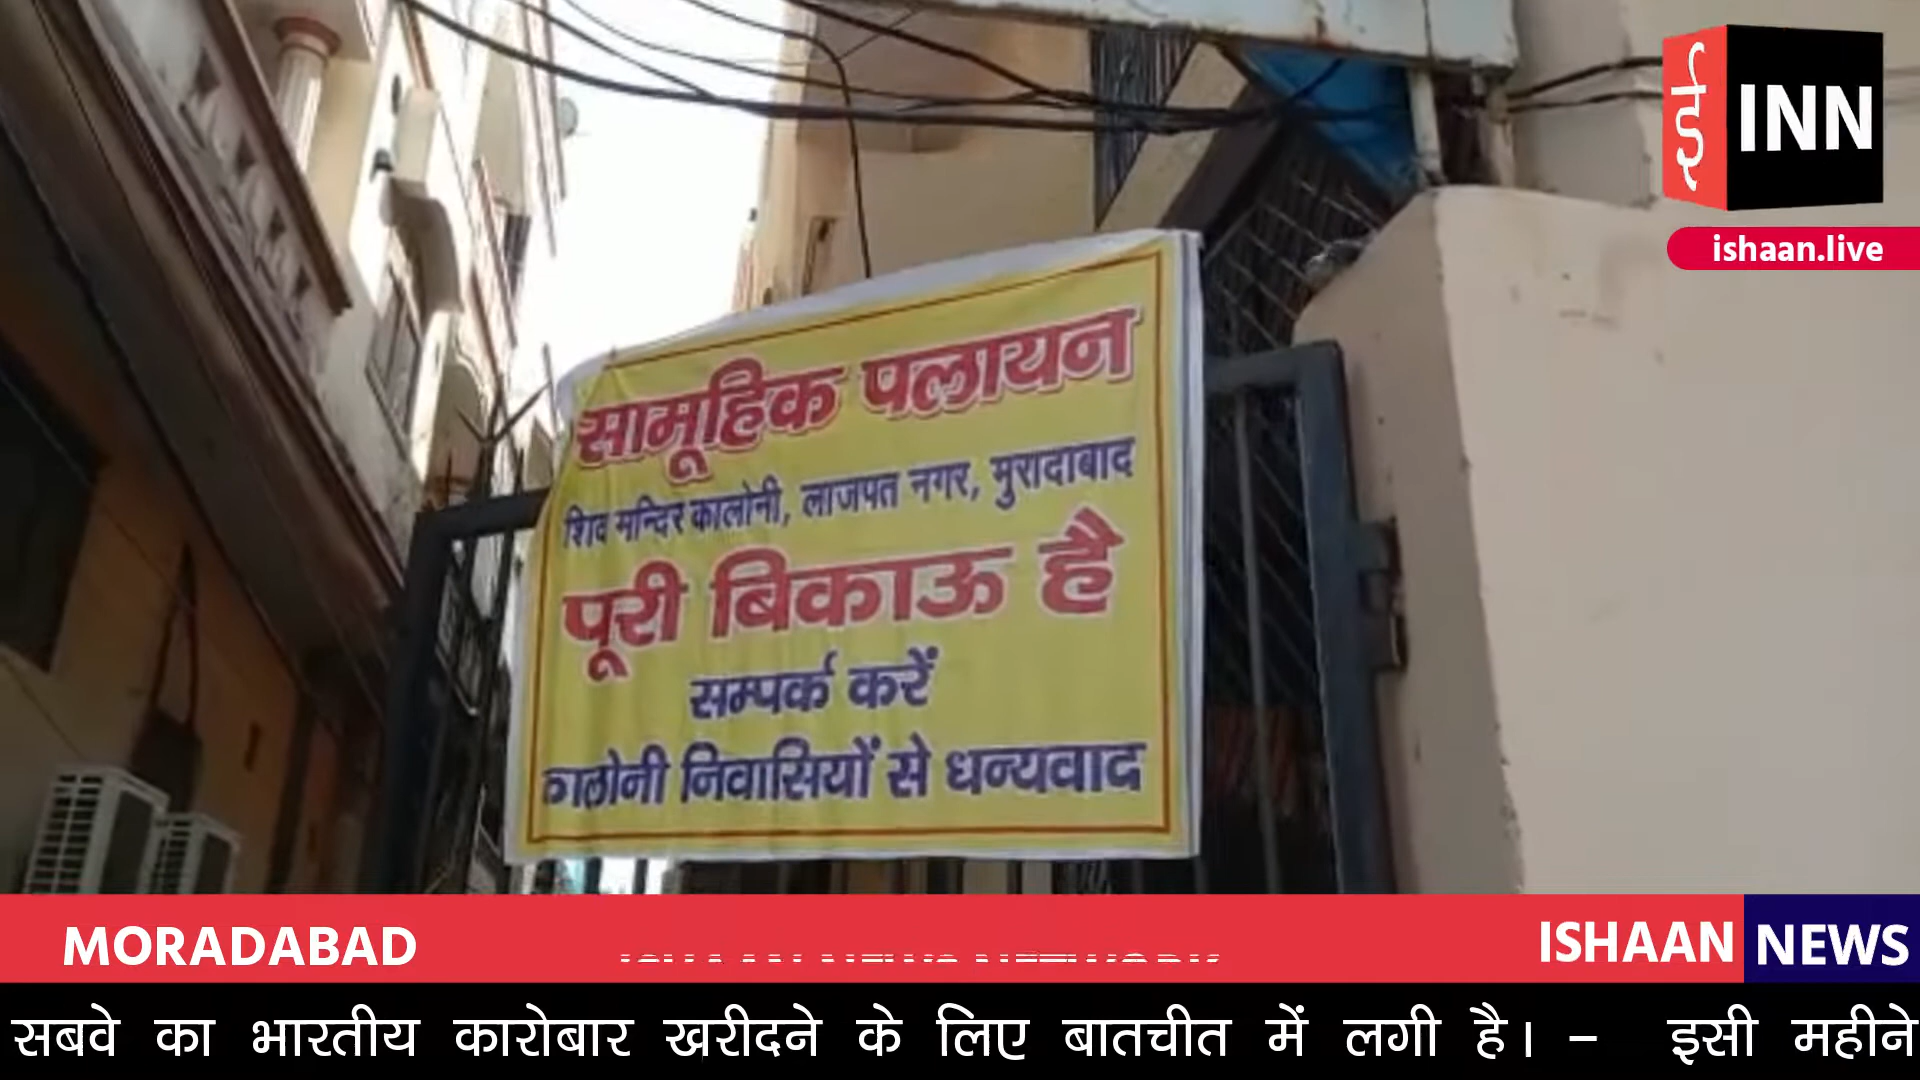 ई INN
ishaan.live
सामूहिक पलायन
शिव मन्दिर कालोनी, लाजपत नगर, मुरादाबाद
पूरी बिकाऊ है
सम्पर्क करें
कालोनी निवासियों से धन्यवाद
MORADABAD
ISHAAN NEWS
सबवे का भारतीय कारोबार खरीदने के लिए बातचीत में लगी है। – इसी महीने